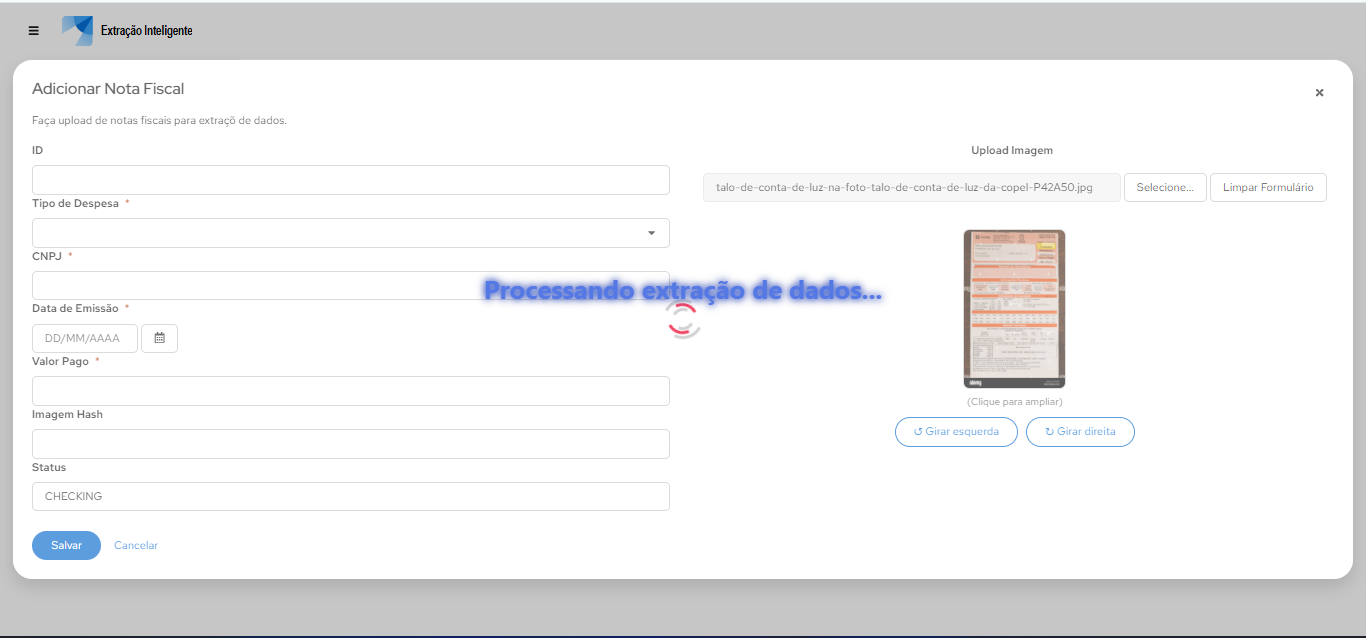 Extração Inteligente
Adicionar Nota Fiscal
Faça upload de notas fiscais para extraçõ de dados.
ID
Tipo de Despesa *
CNPJ *
Data de Emissão *
DD/MM/AAAA
Valor Pago *
Imagem Hash
Status
CHECKING
Salvar Cancelar
Upload Imagem
talo-de-conta-de-luz-na-foto-talo-de-conta-de-luz-da-copel-P42A50.jpg Selecione... Limpar Formulário
Processando extração de dados...
alamy
(Clique para ampliar)
↺ Girar esquerda ↻ Girar direita